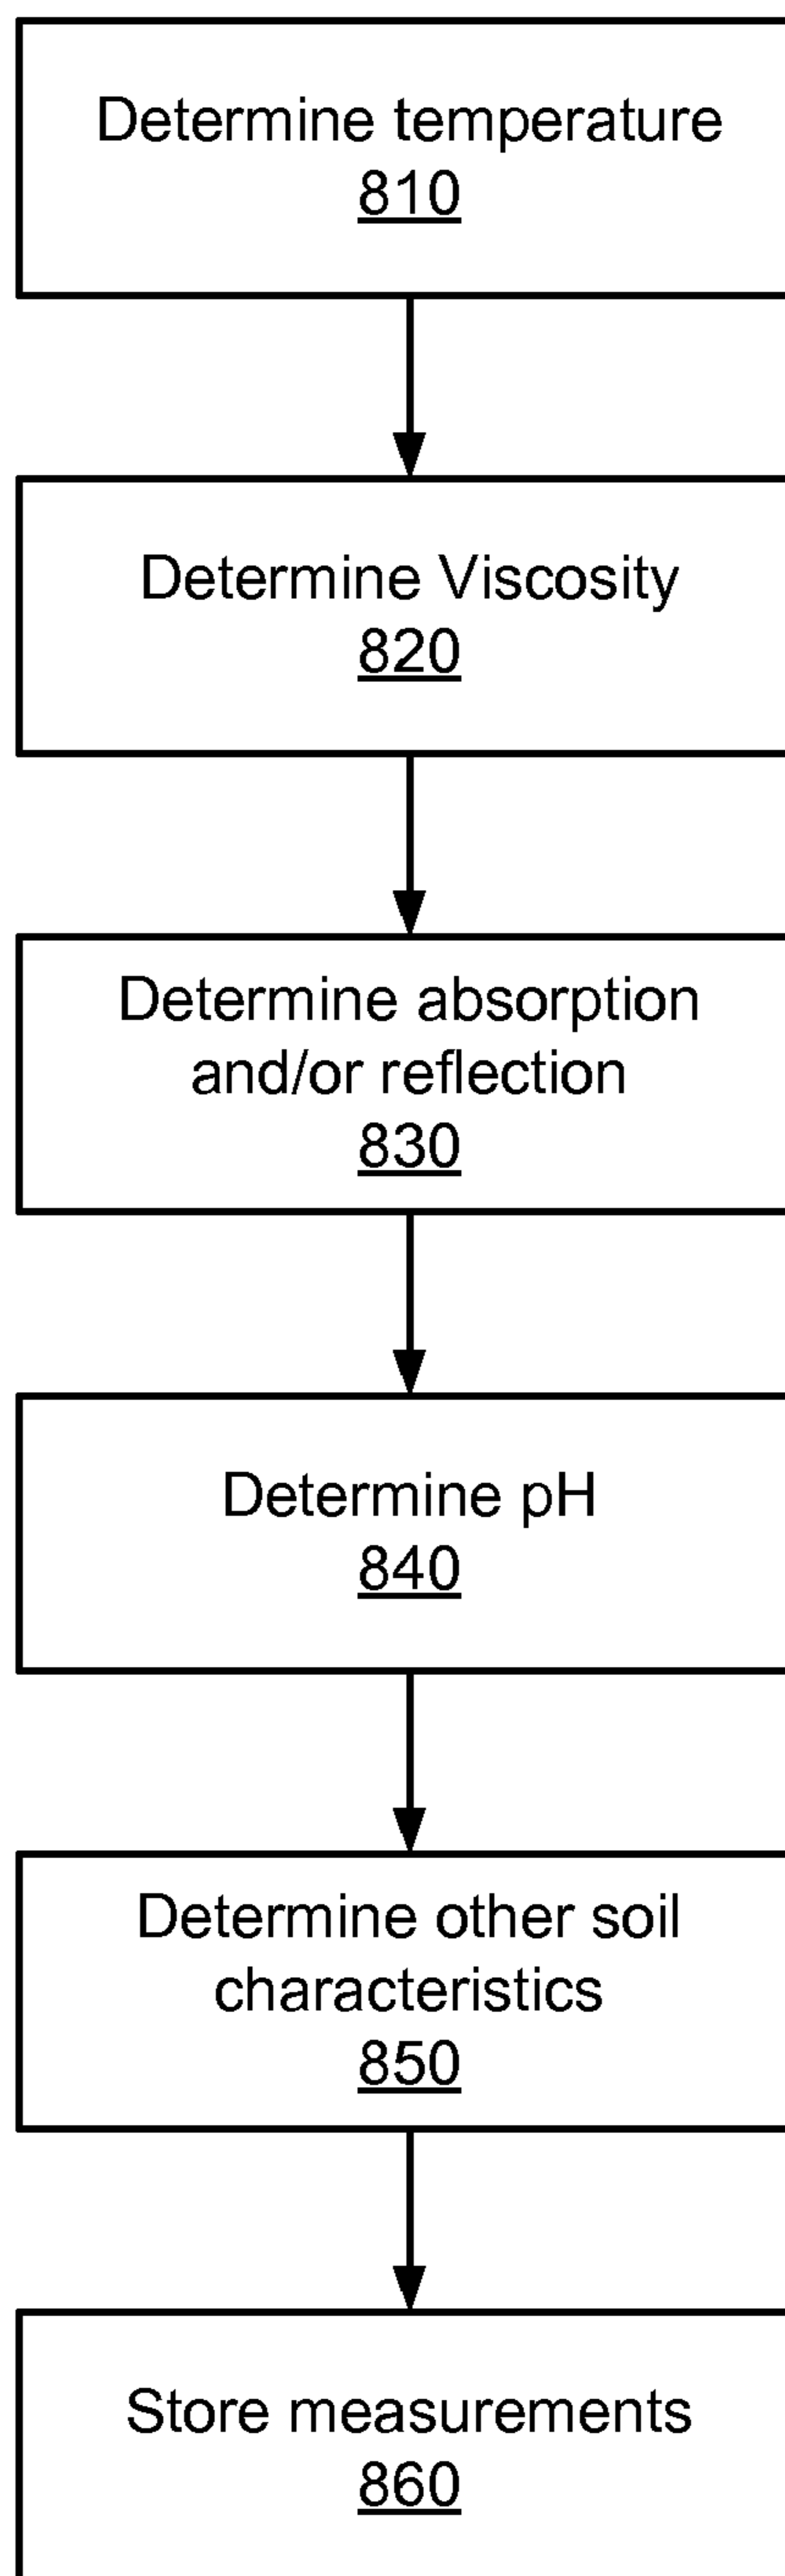 Determine temperature
810
Determine Viscosity
820
Determine absorption
and/or reflection
830
Determine pH
840
Determine other soil
characteristics
850
Store measurements
860